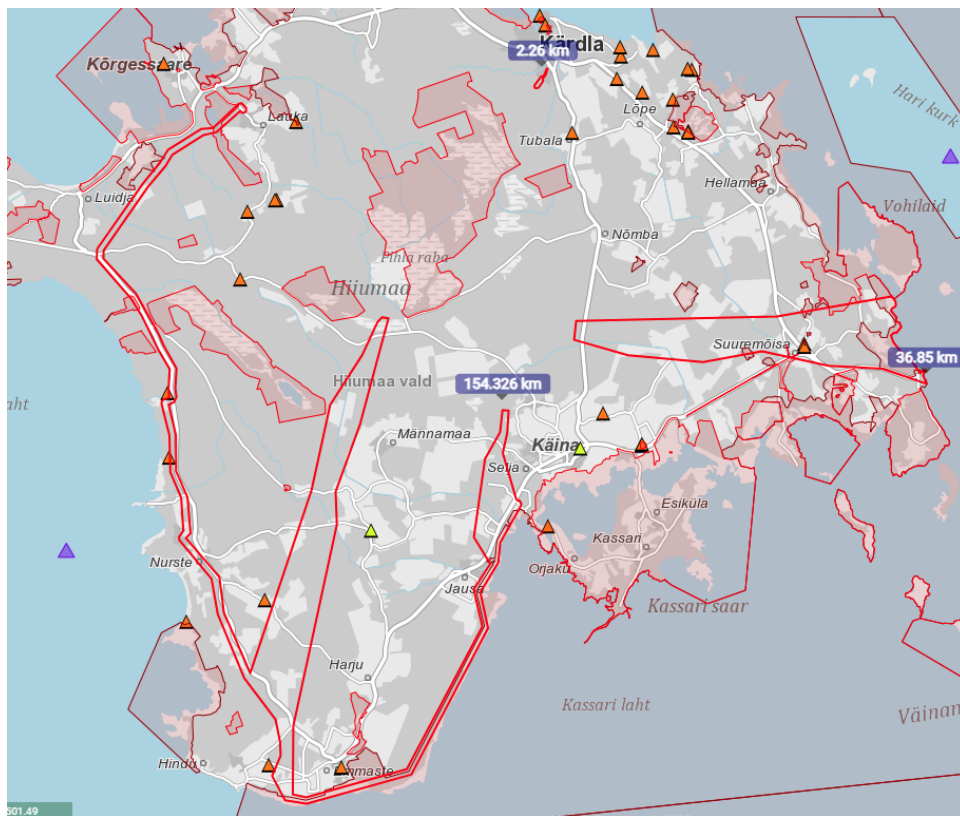 Kärdla
2.26 km
Kõrgessaare
Hari kurk
Lauka
Lõpe
Tubala
Luidja
Hellamaa
Vohilaid
Nõmba
Pihla raba
Hiiumaa
Suuremõisa
36.85 km
Hiiumaa vald
154.326 km
aht
Männamaa
Käina
Selja
Esiküla
Kassari
Nurste
Orjaku
Jausa
Kassari saar
Harju
Kassari laht
Väinan
Hindu
mmaste
501.49